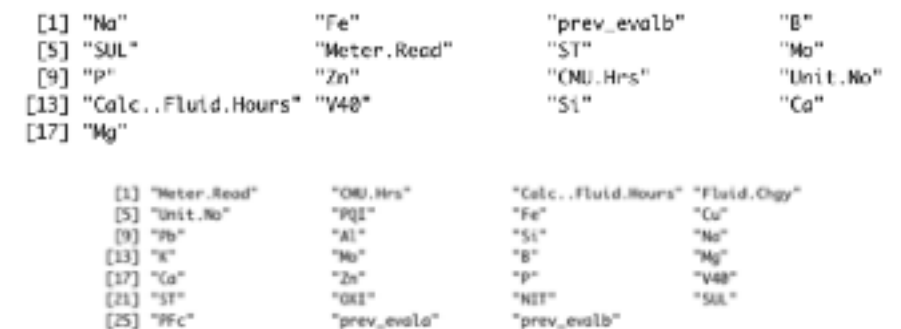 [1] "Na" "Fe" "prev_evalb" "B"
[5] "SUL" "Meter.Read" "ST" "Mo"
[9] "P" "Zn" "CMU.Hrs" "Unit.No"
[13] "Calc..Fluid.Hours" "V40" "Si" "Ca"
[17] "Mg"
[1] "Meter.Read" "CMU.Hrs" "Calc..Fluid.Hours" "Fluid.Chgy"
[5] "Unit.No" "PQI" "Fe" "Cu"
[9] "Pb" "Al" "Si" "Na"
[13] "K" "Mo" "B" "Mg"
[17] "Ca" "Zn" "P" "V40"
[21] "ST" "OXI" "NIT" "SUL"
[25] "PFc" "prev_evala" "prev_evalb"